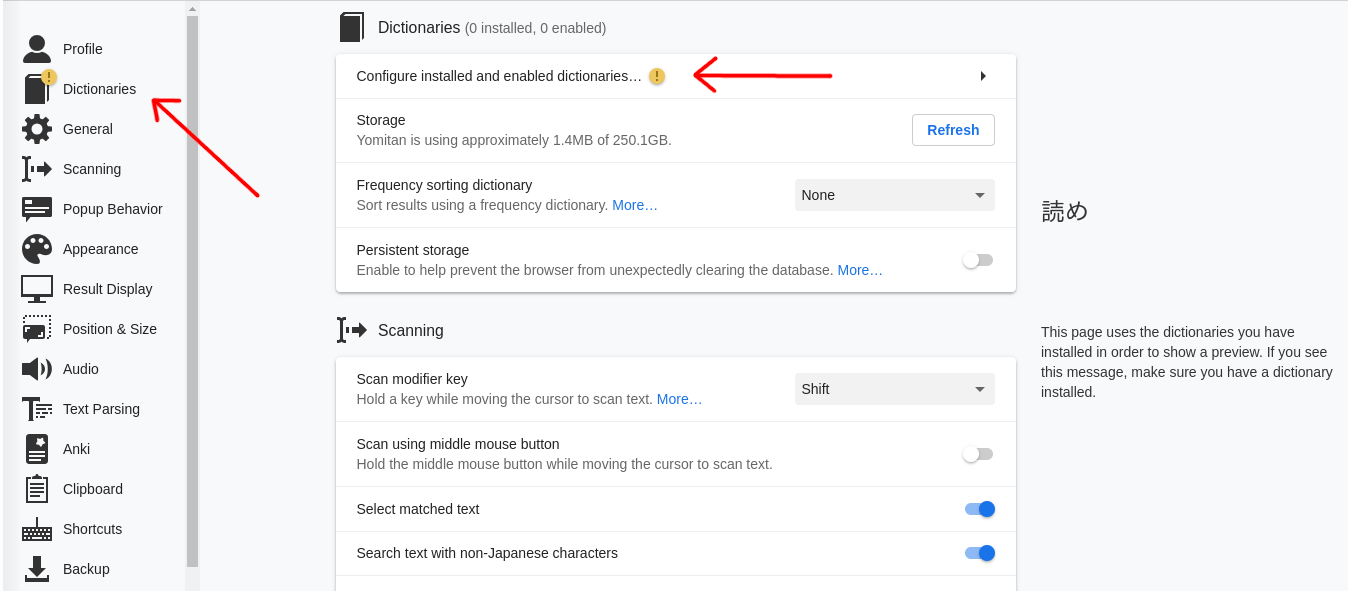 Profile
Dictionaries
General
Scanning
Popup Behavior
Appearance
Result Display
Position & Size
Audio
Text Parsing
Anki
Clipboard
Shortcuts
Backup
Dictionaries (0 installed, 0 enabled)
Configure installed and enabled dictionaries…
Storage
Yomitan is using approximately 1.4MB of 250.1GB.
Refresh
Frequency sorting dictionary
Sort results using a frequency dictionary. More…
None
Persistent storage
Enable to help prevent the browser from unexpectedly clearing the database. More…
Scanning
Scan modifier key
Hold a key while moving the cursor to scan text. More…
Shift
Scan using middle mouse button
Hold the middle mouse button while moving the cursor to scan text.
Select matched text
Search text with non-Japanese characters
読め
This page uses the dictionaries you have
installed in order to show a preview. If you see
this message, make sure you have a dictionary
installed.